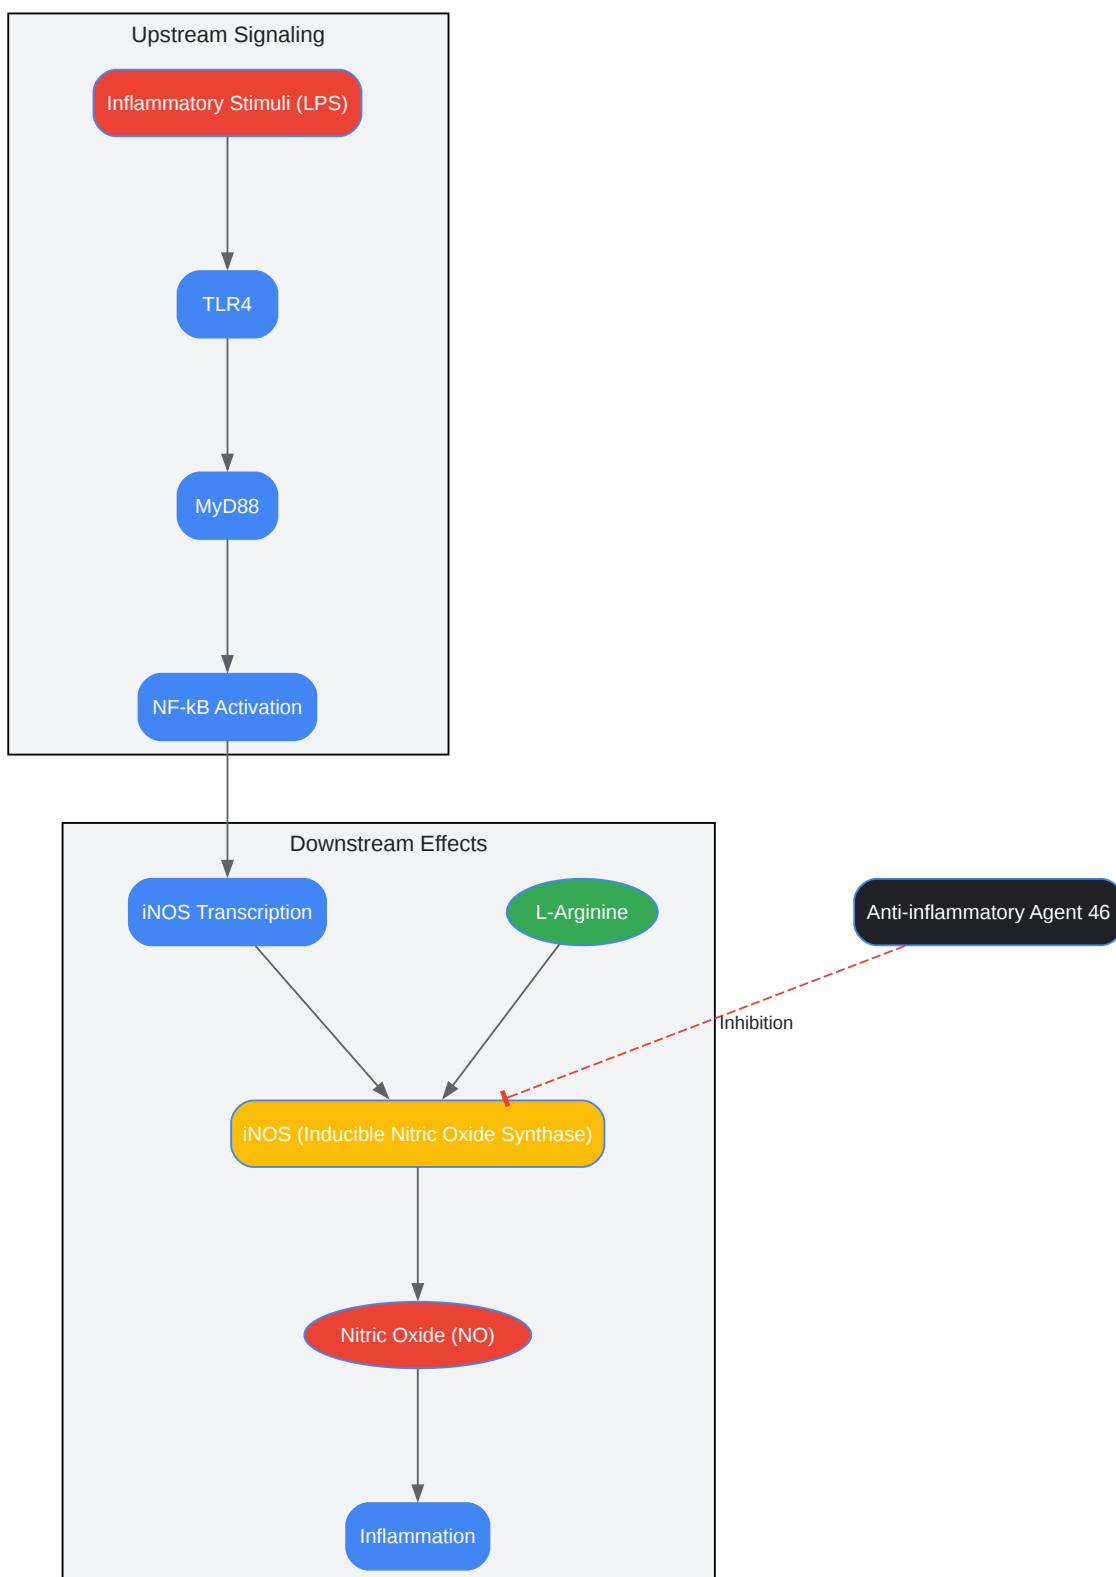 Upstream Signaling
Inflammatory Stimuli (LPS)
TLR4
MyD88
NF-kB Activation
Downstream Effects
iNOS Transcription
L-Arginine
Anti-inflammatory Agent 46
Inhibition
iNOS (Inducible Nitric Oxide Synthase)
Nitric Oxide (NO)
Inflammation